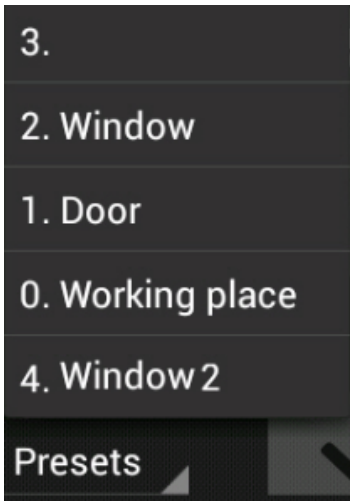 3.
2. Window
1. Door
0. Working place
4. Window 2
Presets